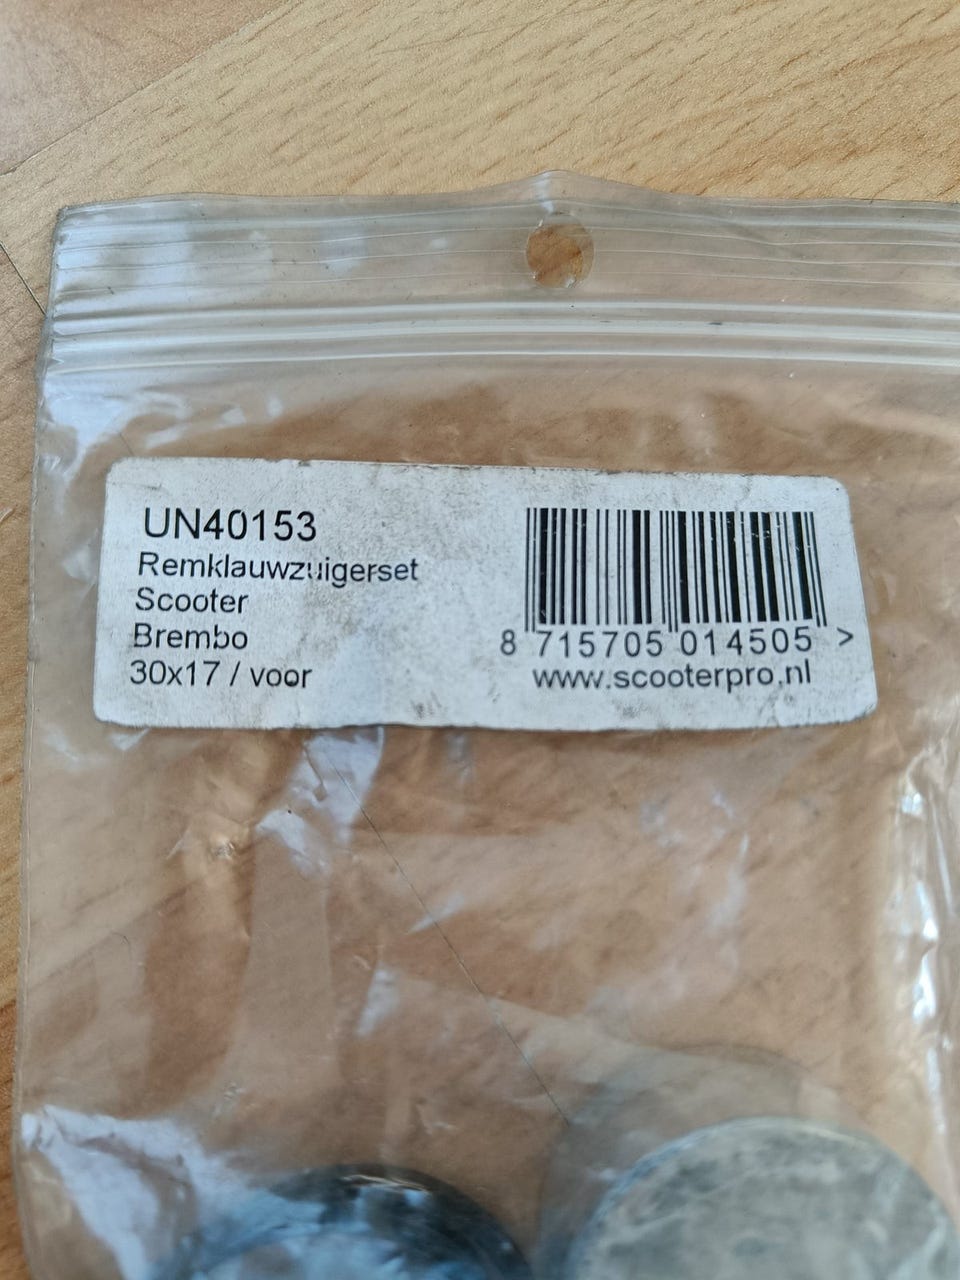 UN40153
Remklauwzuigerset
Scooter
Brembo
30x17 / voor
8 715705 014505 >
www.scooterpro.nl